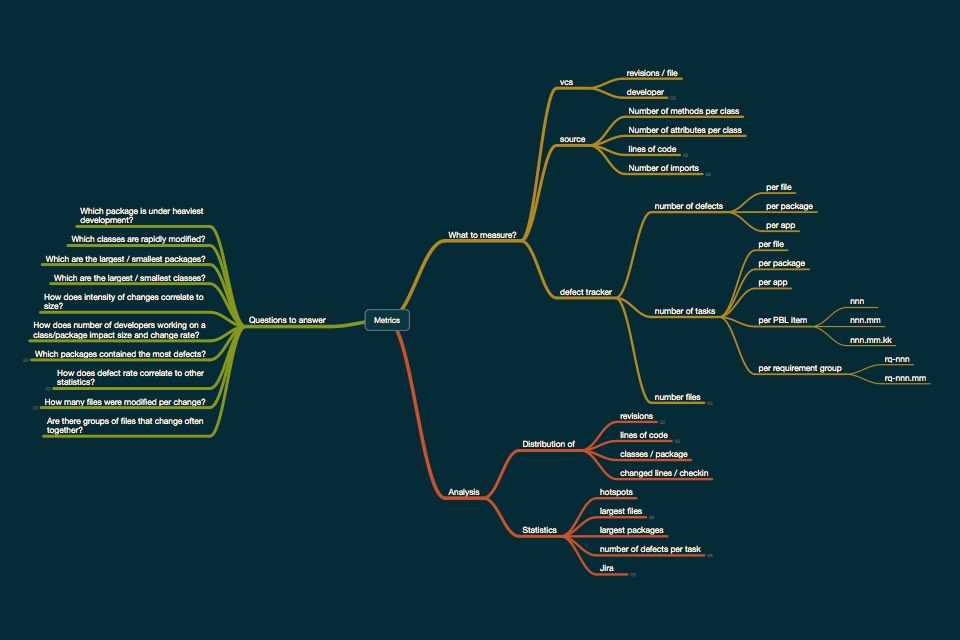 Metrics
Questions to answer
Which package is under heaviest
development?
Which classes are rapidly modified?
Which are the largest / smallest packages?
Which are the largest / smallest classes?
How does intensity of changes correlate to
size?
How does number of developers working on a
class/package impact size and change rate?
Which packages contained the most defects?
How does defect rate correlate to other
statistics?
How many files were modified per change?
Are there groups of files that change often
together?
What to measure?
vcs
revisions / file
developer
source
Number of methods per class
Number of attributes per class
lines of code
Number of imports
defect tracker
number of defects
per file
per package
per app
number of tasks
per file
per package
per app
per PBL item
nnn
nnn.mm
nnn.mm.kk
per requirement group
rq-nnn
rq-nnn.mm
number files
Analysis
Distribution of
revisions
lines of code
classes / package
changed lines / checkin
Statistics
hotspots
largest files
largest packages
number of defects per task
Jira